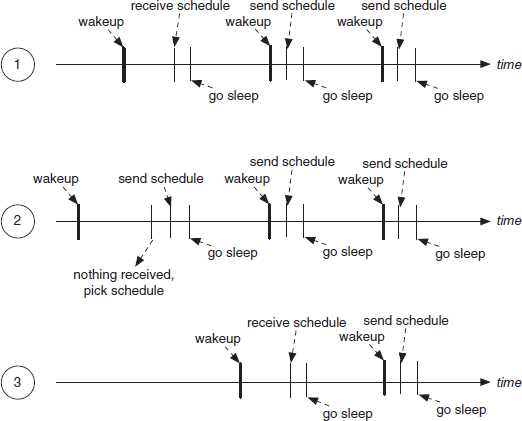 receive schedule send schedule send schedule
wakeup wakeup wakeup
1 time
go sleep go sleep go sleep
send schedule send schedule
wakeup send schedule wakeup wakeup
2 time
go sleep go sleep go sleep
nothing received,
pick schedule
receive schedule send schedule
wakeup wakeup
3 time
go sleep go sleep